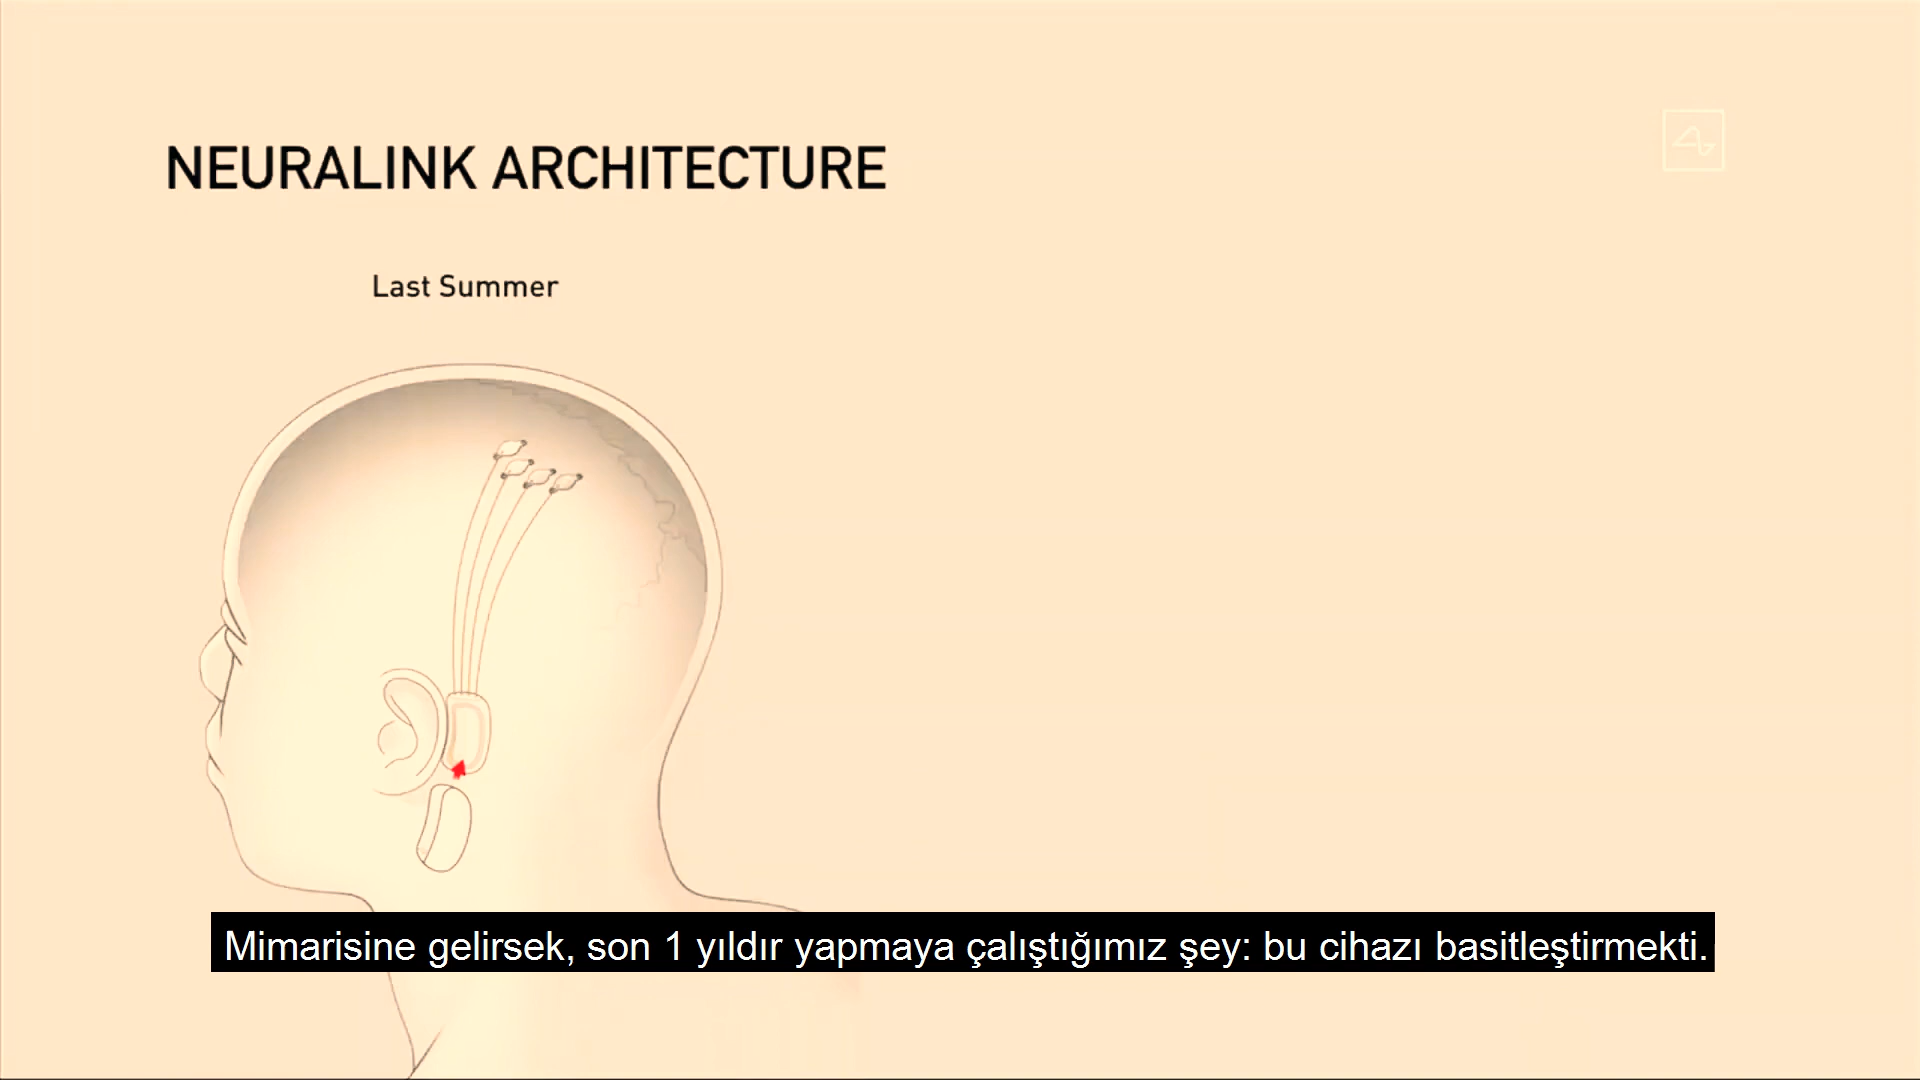 NEURALINK ARCHITECTURE
Last Summer
Mimarisine gelirsek, son 1 yıldır yapmaya çalıştığımız şey: bu cihazı basitleştirmekti.